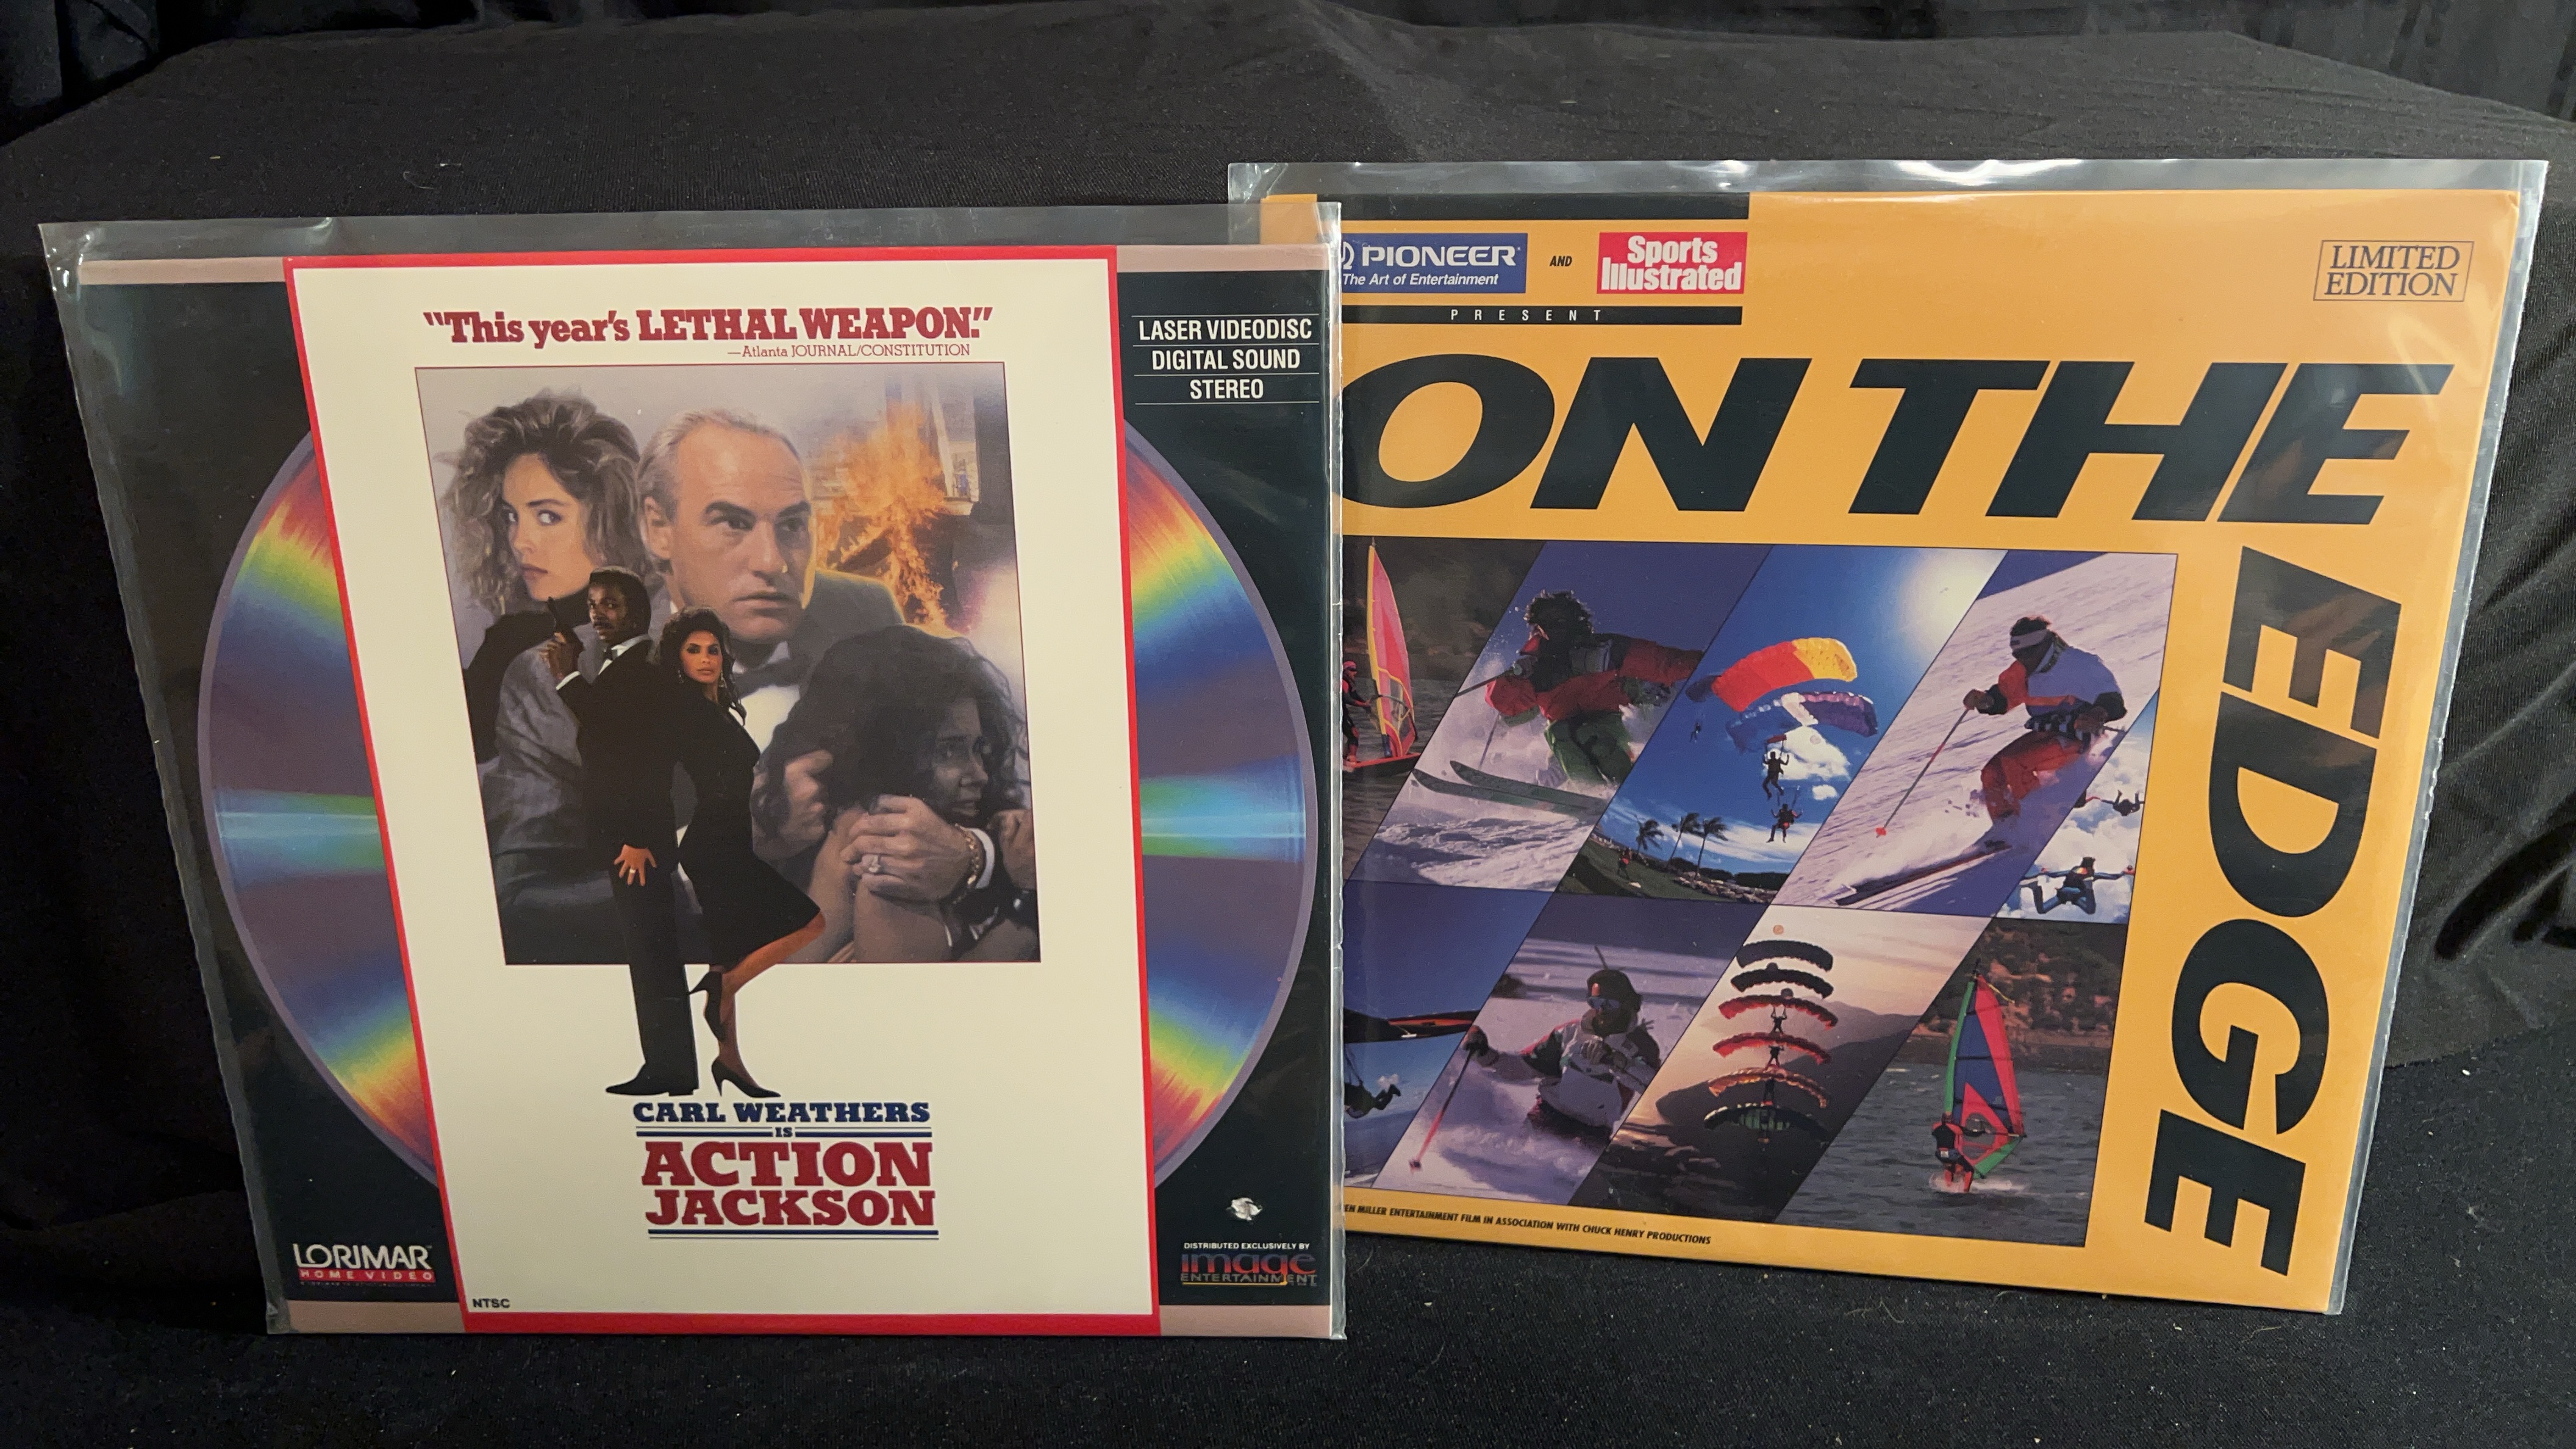 "This year's LETHAL WEAPON."
—Atlanta JOURNAL/CONSTITUTION
LASER VIDEODISC
DIGITAL SOUND
STEREO
CARL WEATHERS
IS
ACTION
JACKSON
LORIMAR
HOME VIDEO
NTSC
DISTRIBUTED EXCLUSIVELY BY
image
ENTERTAINMENT
PIONEER
The Art of Entertainment
AND
Sports
Illustrated
PRESENT
LIMITED
EDITION
ON THE
EDGE
MILLER ENTERTAINMENT FILM IN ASSOCIATION WITH CHUCK HENRY PRODUCTIONS